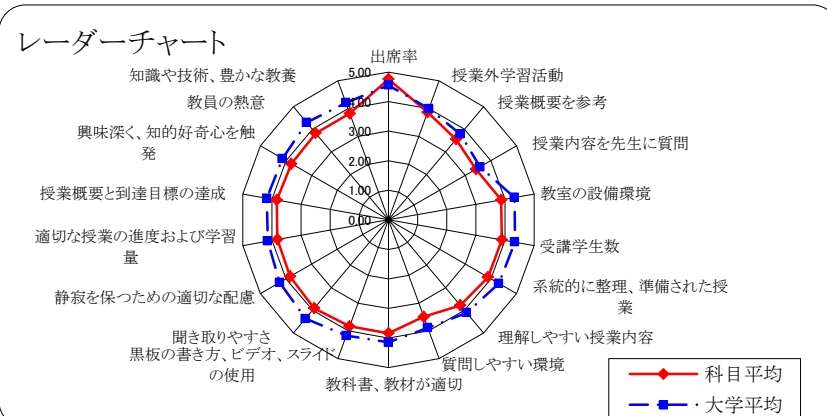 レーダーチャート
出席率
授業外学習活動
授業概要を参考
授業内容を先生に質問
教室の設備環境
受講学生数
系統的に整理、準備された授
業
理解しやすい授業内容
質問しやすい環境
教科書、教材が適切
黒板の書き方、ビデオ、スライド
の使用
聞き取りやすさ
静寂を保つための適切な配慮
適切な授業の進度および学習
量
授業概要と到達目標の達成
興味深く、知的好奇心を触
発
教員の熱意
知識や技術、豊かな教養
5.00
4.00
3.00
2.00
1.00
0.00
科目平均
大学平均